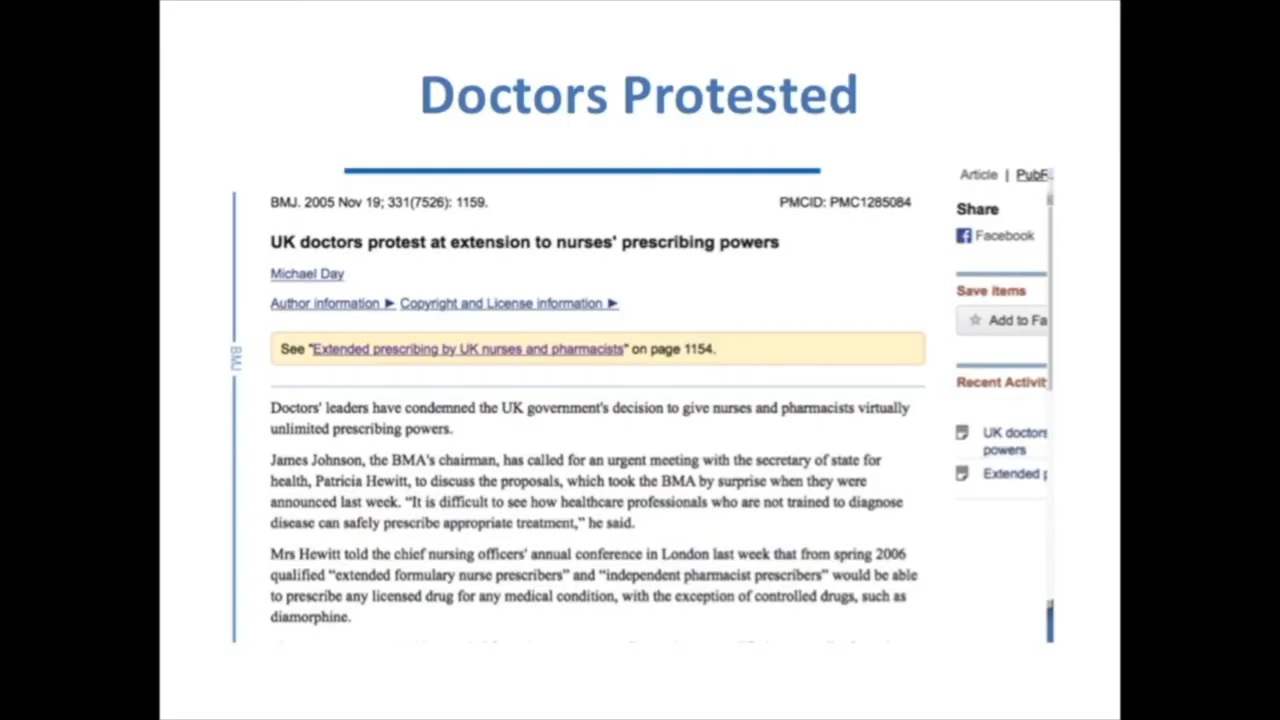 Doctors Protested
BMJ. 2005 Nov 19; 331(7526): 1159.
PMCID: PMC1285084
UK doctors protest at extension to nurses' prescribing powers
Michael Day
Author information ► Copyright and License information ►
See "Extended prescribing by UK nurses and pharmacists" on page 1154.
Doctors' leaders have condemned the UK government's decision to give nurses and pharmacists virtually
unlimited prescribing powers.
James Johnson, the BMA's chairman, has called for an urgent meeting with the secretary of state for
health, Patricia Hewitt, to discuss the proposals, which took the BMA by surprise when they were
announced last week. “It is difficult to see how healthcare professionals who are not trained to diagnose
disease can safely prescribe appropriate treatment,” he said.
Mrs Hewitt told the chief nursing officers' annual conference in London last week that from spring 2006
qualified “extended formulary nurse prescribers” and “independent pharmacist prescribers” would be able
to prescribe any licensed drug for any medical condition, with the exception of controlled drugs, such as
diamorphine.
BMJ
Article |
Share
Facebook
Save items
Add to Fa
Recent Activit
UK doctors
powers
Extended p